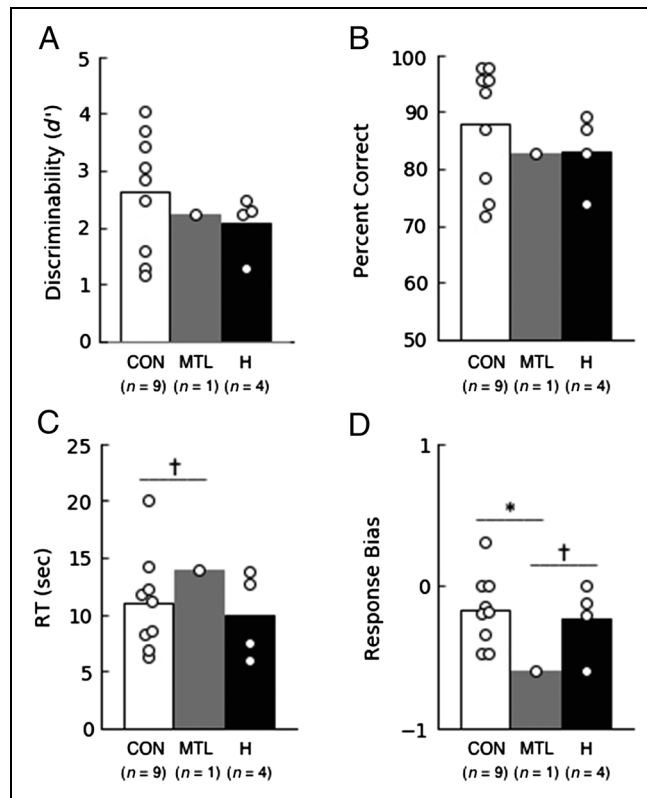 A
Discriminability (d')
5
4
3
2
1
0
CON MTL H
(n = 9) (n = 1) (n = 4)
B
Percent Correct
100
90
80
70
60
50
CON MTL H
(n = 9) (n = 1) (n = 4)
C
RT (sec)
25
20
15
10
5
0
†
CON MTL H
(n = 9) (n = 1) (n = 4)
D
Response Bias
1
0
−1
*
†
CON MTL H
(n = 9) (n = 1) (n = 4)